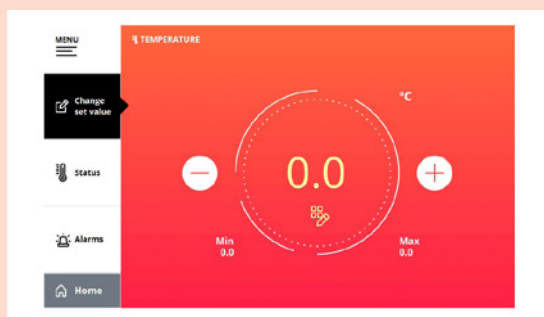 MENU
TEMPERATURE
Change
set value
°C
Status
0.0
Alarms
Min
0.0
Max
0.0
Home